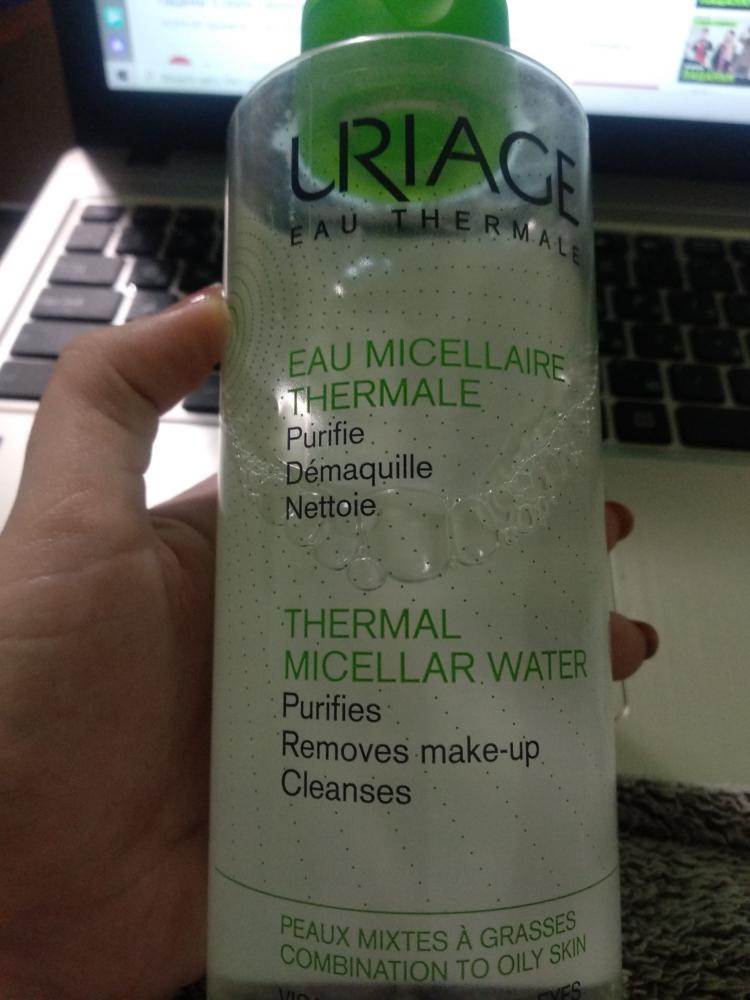 URIAGE
EAU THERMALE
EAU MICELLAIRE
THERMALE
Purifie
Démaquille
Nettoie
THERMAL
MICELLAR WATER
Purifies
Removes make-up
Cleanses
PEAUX MIXTES À GRASSES
COMBINATION TO OILY SKIN